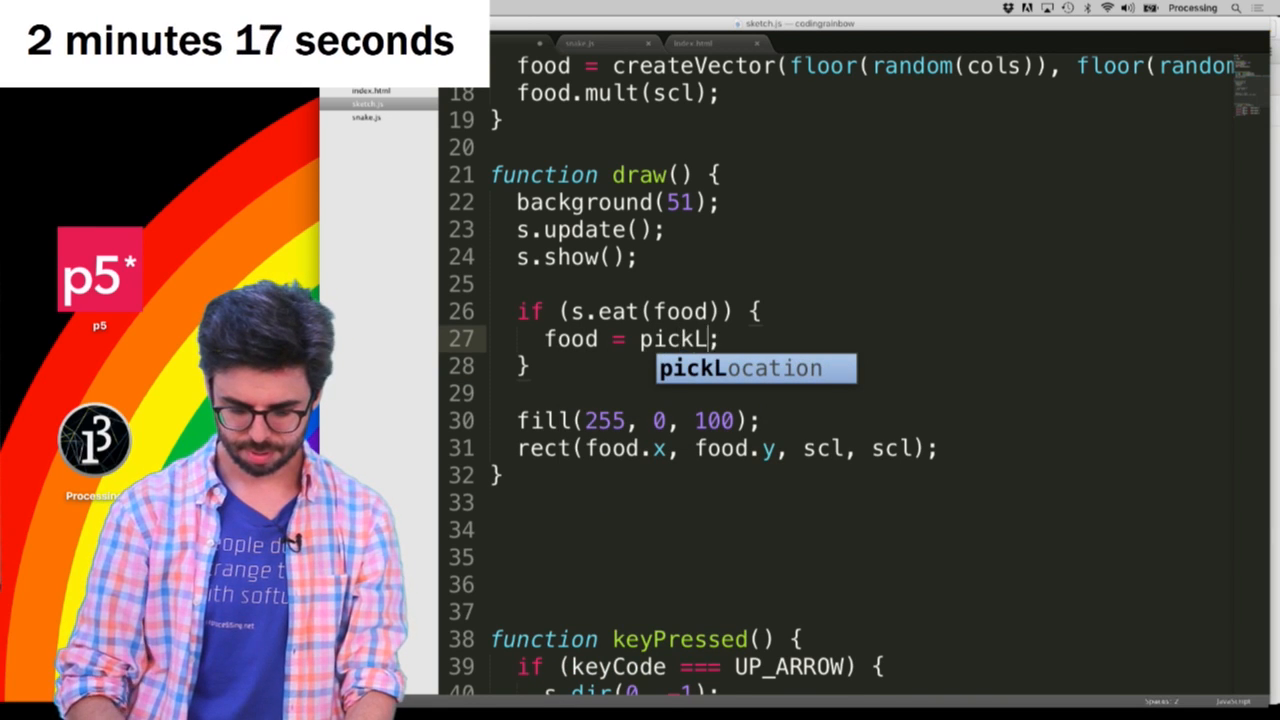 2 minutes 17 seconds
Processing
sketch.js — codingrainbow
snake.js
index.html
index.html
sketch.js
snake.js
food = createVector(floor(random(cols)), floor(random
18 food.mult(scl);
19 }
20
21 function draw() {
22 background(51);
23 s.update();
24 s.show();
25
26 if (s.eat(food)) {
27 food = pickL;
28 }
pickLocation
29
30 fill(255, 0, 100);
31 rect(food.x, food.y, scl, scl);
32 }
33
34
35
36
37
38 function keyPressed() {
39 if (keyCode === UP_ARROW) {
40 s.dir(0, -1);
p5*
p5
Processing
Spaces: 2
JavaScript